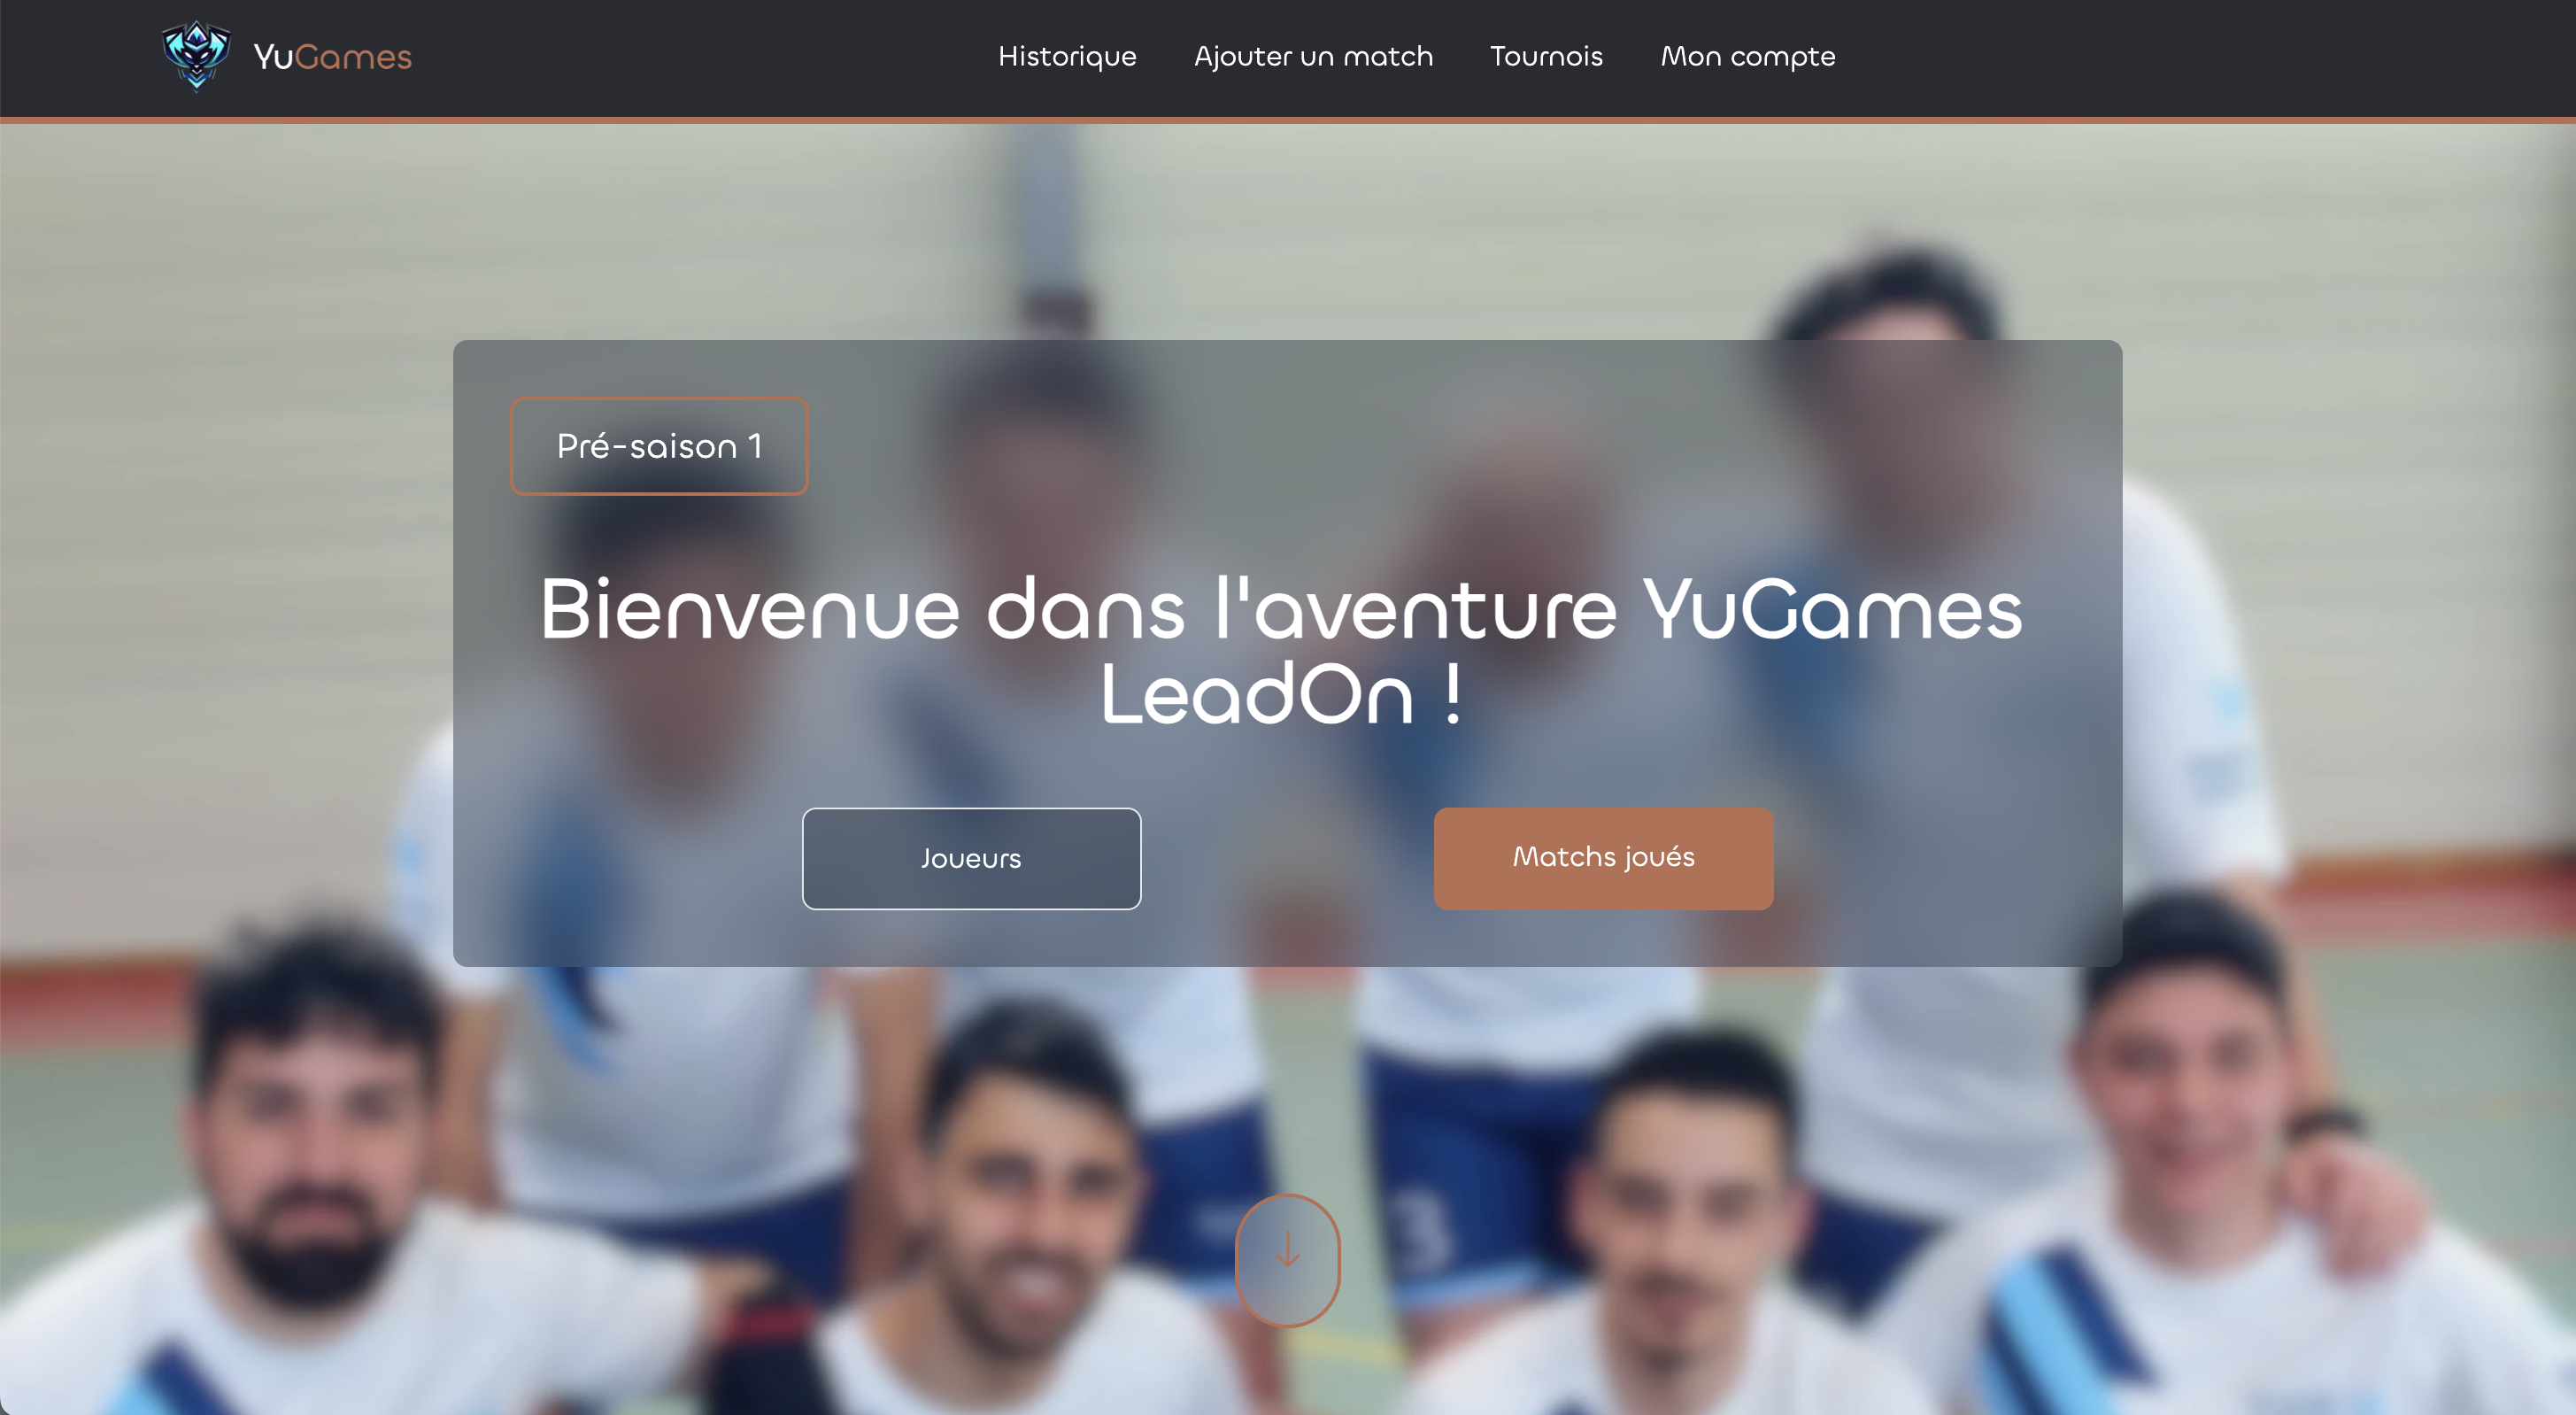 YuGames
Historique
Ajouter un match
Tournois
Mon compte
Pré-saison 1
Bienvenue dans l'aventure YuGames
LeadOn !
Joueurs
Matchs joués
3